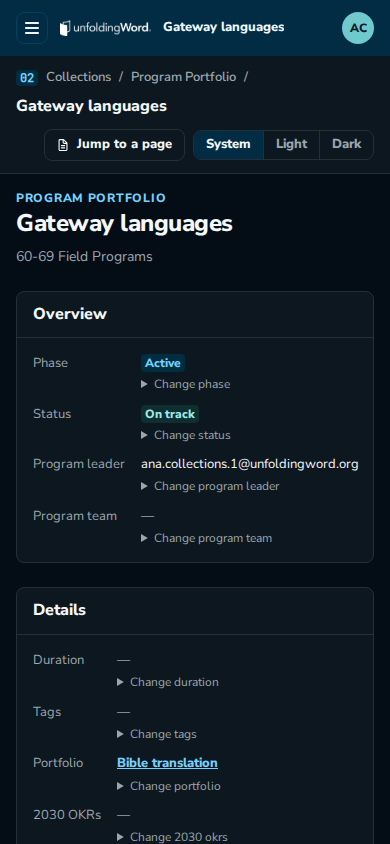 unfoldingWord. Gateway languages AC
02 Collections / Program Portfolio /
Gateway languages
Jump to a page System Light Dark
PROGRAM PORTFOLIO
Gateway languages
60-69 Field Programs
Overview
Phase Active
Change phase
Status On track
Change status
Program leader ana.collections.1@unfoldingword.org
Change program leader
Program team —
Change program team
Details
Duration —
Change duration
Tags —
Change tags
Portfolio Bible translation
Change portfolio
2030 OKRs —
Change 2030 okrs